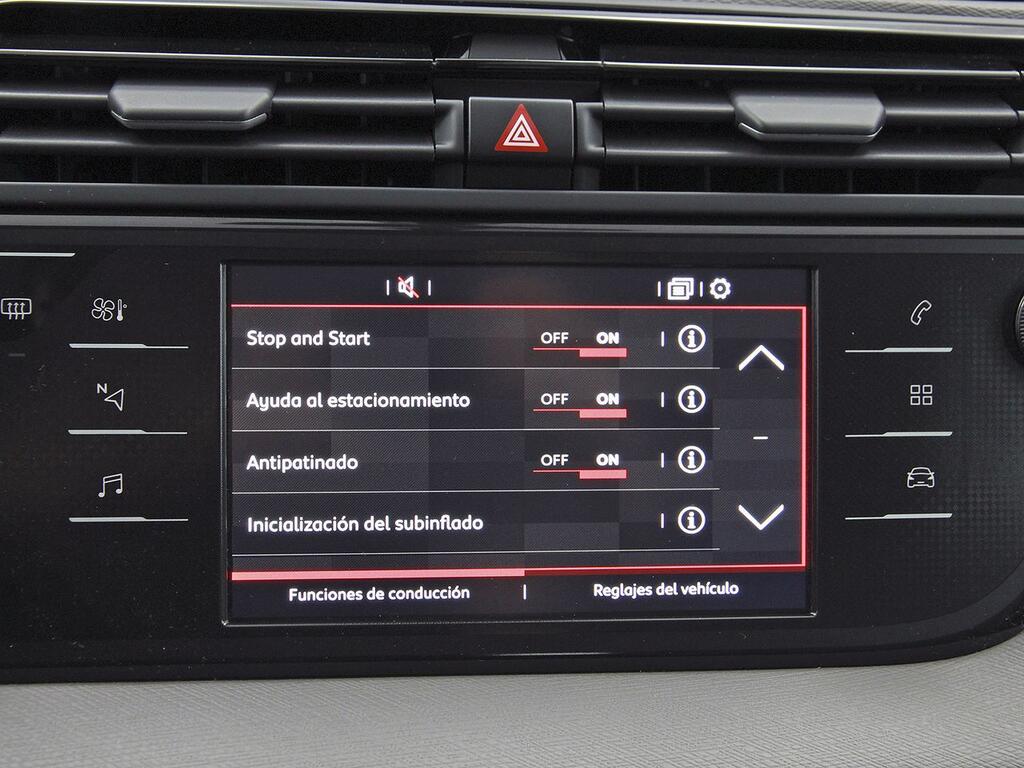 Stop and Start OFF ON
Ayuda al estacionamiento OFF ON
N
Antipatinado OFF ON
Inicialización del subinflado
Funciones de conducción Reglajes del vehículo